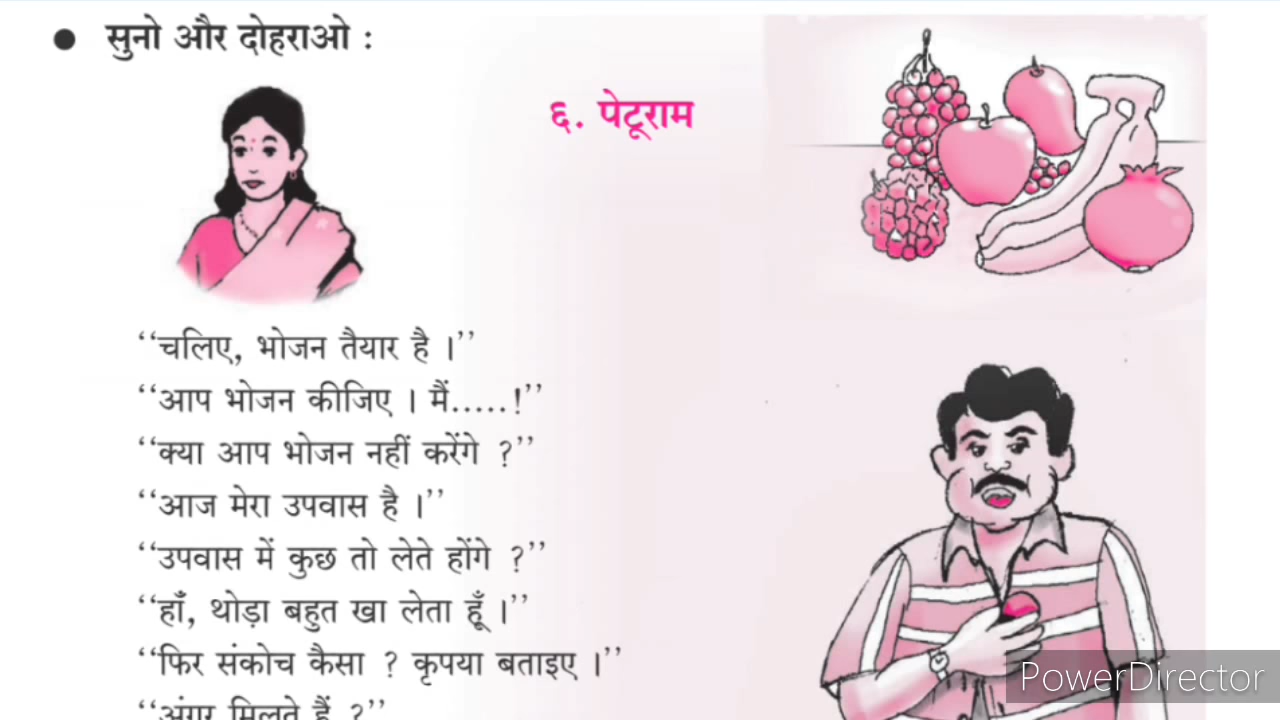 ● सुनो और दोहराओ :
६. पेटूराम
‘‘चलिए, भोजन तैयार है ।’’
‘‘आप भोजन कीजिए । मैं.....!’’
‘‘क्या आप भोजन नहीं करेंगे ?’’
‘‘आज मेरा उपवास है ।’’
‘‘उपवास में कुछ तो लेते होंगे ?’’
‘‘हाँ, थोड़ा बहुत खा लेता हूँ ।’’
‘‘फिर संकोच कैसा ? कृपया बताइए ।’’
‘‘अंगूर मिलते हैं ?’’
PowerDirector